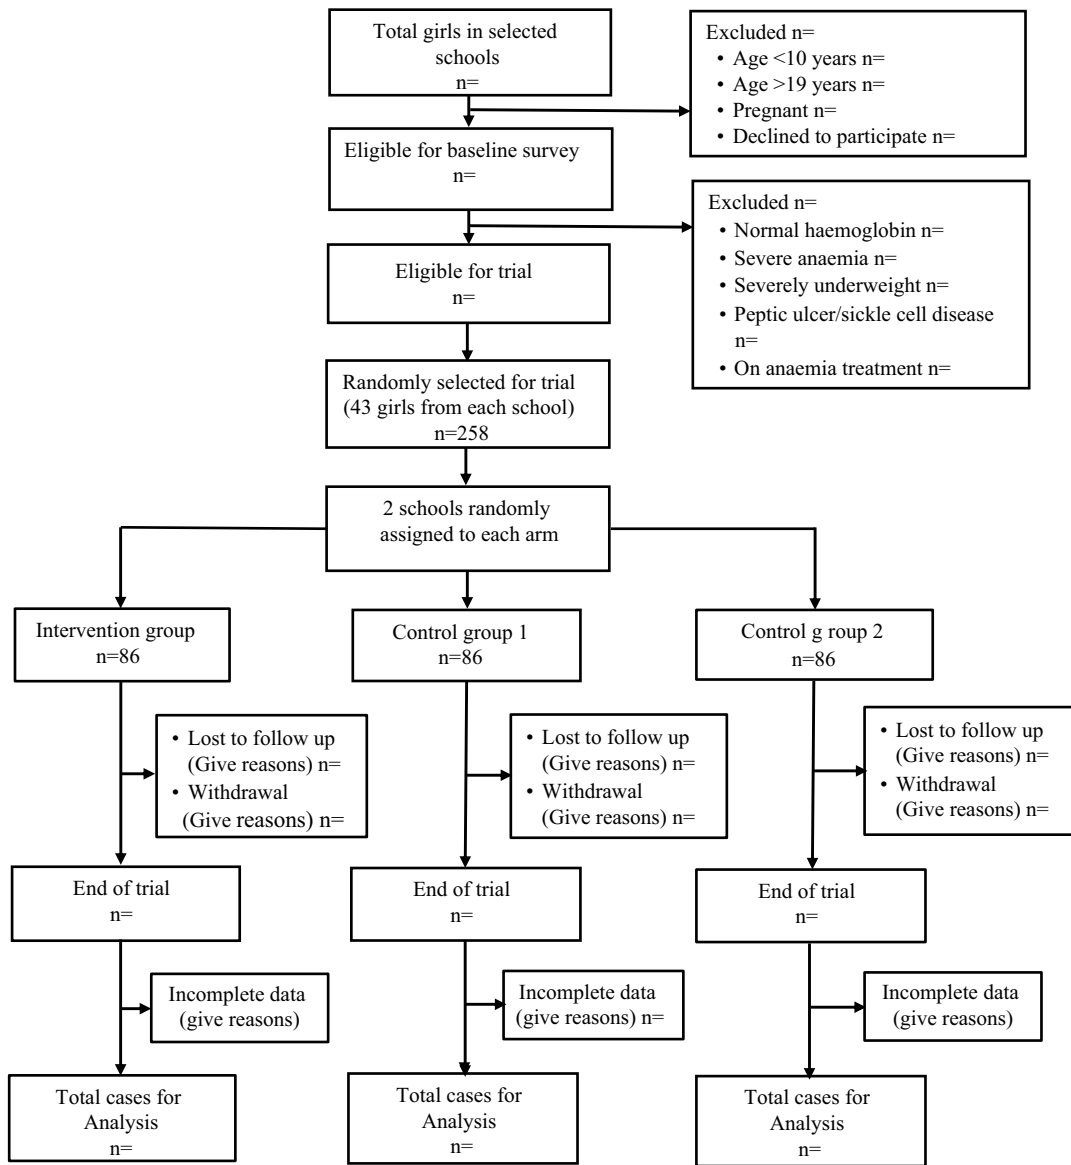 Total girls in selected
schools
n=
Excluded n=
• Age <10 years n=
• Age >19 years n=
• Pregnant n=
• Declined to participate n=
Eligible for baseline survey
n=
Excluded n=
• Normal haemoglobin n=
• Severe anaemia n=
• Severely underweight n=
• Peptic ulcer/sickle cell disease
n=
• On anaemia treatment n=
Eligible for trial
n=
Randomly selected for trial
(43 girls from each school)
n=258
2 schools randomly
assigned to each arm
Intervention group
n=86
Control group 1
n=86
Control g roup 2
n=86
• Lost to follow up
(Give reasons) n=
• Withdrawal
(Give reasons) n=
• Lost to follow up
(Give reasons) n=
• Withdrawal
(Give reasons) n=
• Lost to follow up
(Give reasons) n=
• Withdrawal
(Give reasons) n=
End of trial
n=
End of trial
n=
End of trial
n=
Incomplete data
(give reasons)
Incomplete data
(give reasons) n=
Incomplete data
(give reasons)
Total cases for
Analysis
n=
Total cases for
Analysis
n=
Total cases for
Analysis
n=